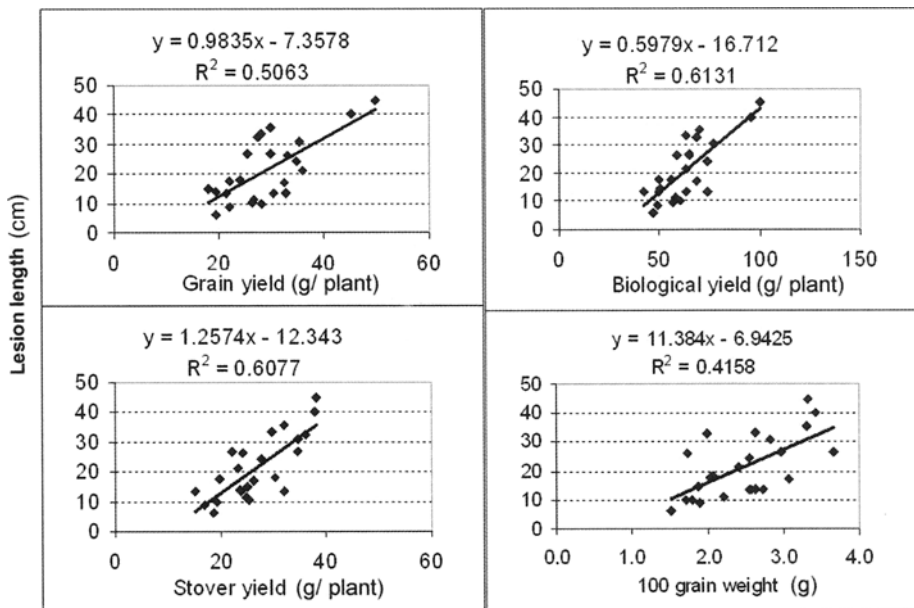 Lesion length (cm)
y = 0.9835x - 7.3578
R² = 0.5063
50
40
30
20
10
0
0 20 40 60
Grain yield (g/ plant)
y = 0.5979x - 16.712
R² = 0.6131
50
40
30
20
10
0
0 50 100 150
Biological yield (g/ plant)
y = 1.2574x - 12.343
R² = 0.6077
50
40
30
20
10
0
0 20 40 60
Stover yield (g/ plant)
y = 11.384x - 6.9425
R² = 0.4158
50
40
30
20
10
0
0.0 1.0 2.0 3.0 4.0
100 grain weight (g)